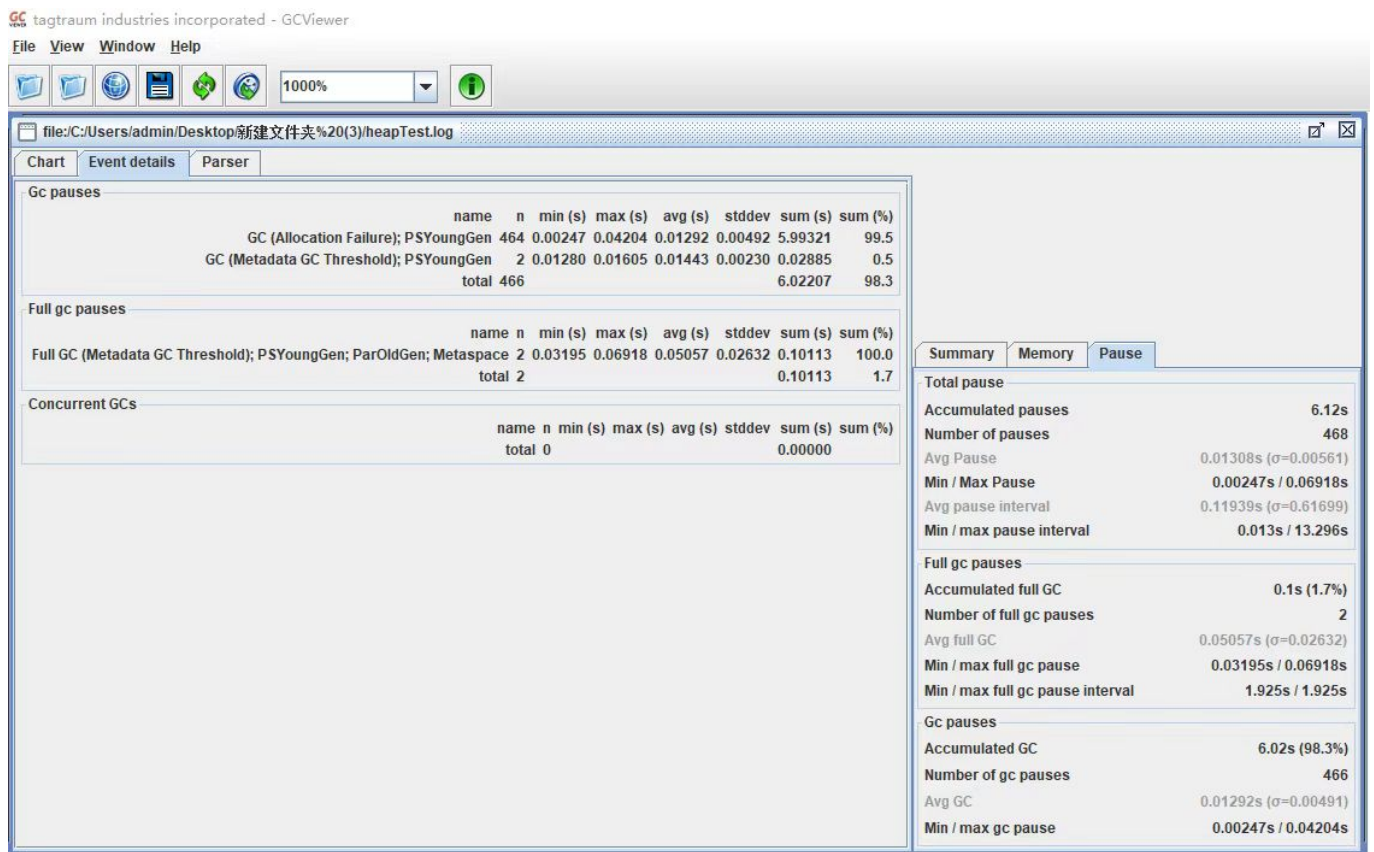 GC VIEWER tagtraum industries incorporated - GCViewer
File View Window Help
1000%
file:/C:/Users/admin/Desktop/新建文件夹%20(3)/heapTest.log
Chart Event details Parser
Gc pauses
name n min (s) max (s) avg (s) stddev sum (s) sum (%)
GC (Allocation Failure); PSYoungGen 464 0.00247 0.04204 0.01292 0.00492 5.99321 99.5
GC (Metadata GC Threshold); PSYoungGen 2 0.01280 0.01605 0.01443 0.00230 0.02885 0.5
total 466 6.02207 98.3
Full gc pauses
name n min (s) max (s) avg (s) stddev sum (s) sum (%)
Full GC (Metadata GC Threshold); PSYoungGen; ParOldGen; Metaspace 2 0.03195 0.06918 0.05057 0.02632 0.10113 100.0
total 2 0.10113 1.7
Concurrent GCs
name n min (s) max (s) avg (s) stddev sum (s) sum (%)
total 0 0.00000
Summary Memory Pause
Total pause
Accumulated pauses 6.12s
Number of pauses 468
Avg Pause 0.01308s (σ=0.00561)
Min / Max Pause 0.00247s / 0.06918s
Avg pause interval 0.11939s (σ=0.61699)
Min / max pause interval 0.013s / 13.296s
Full gc pauses
Accumulated full GC 0.1s (1.7%)
Number of full gc pauses 2
Avg full GC 0.05057s (σ=0.02632)
Min / max full gc pause 0.03195s / 0.06918s
Min / max full gc pause interval 1.925s / 1.925s
Gc pauses
Accumulated GC 6.02s (98.3%)
Number of gc pauses 466
Avg GC 0.01292s (σ=0.00491)
Min / max gc pause 0.00247s / 0.04204s